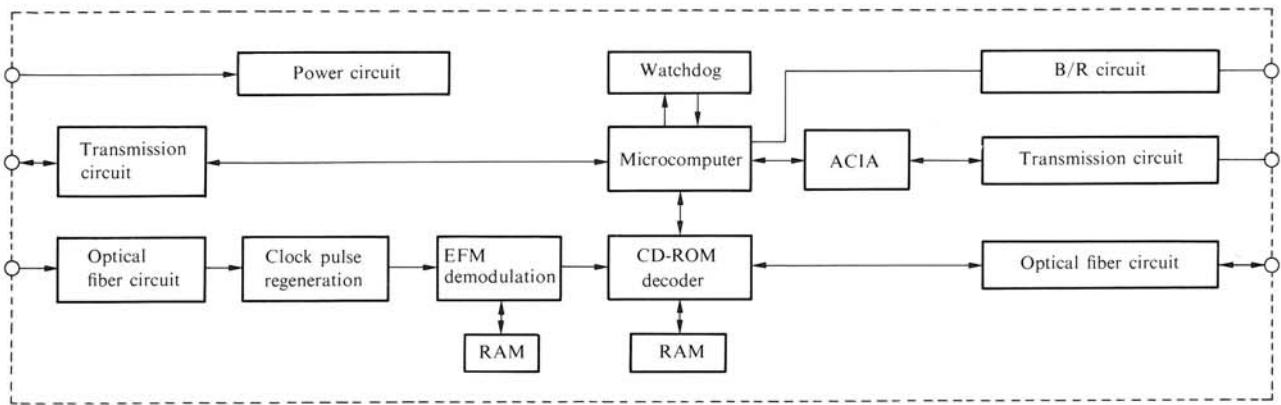 Power circuit
Watchdog
B/R circuit
Transmission
circuit
Microcomputer
ACIA
Transmission circuit
Optical
fiber circuit
Clock pulse
regeneration
EFM
demodulation
CD-ROM
decoder
Optical fiber circuit
RAM
RAM